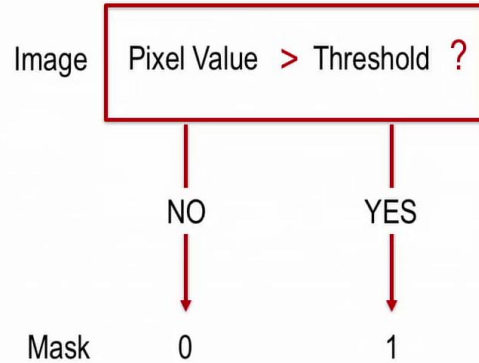 Image Pixel Value > Threshold ?
NO YES
Mask 0 1